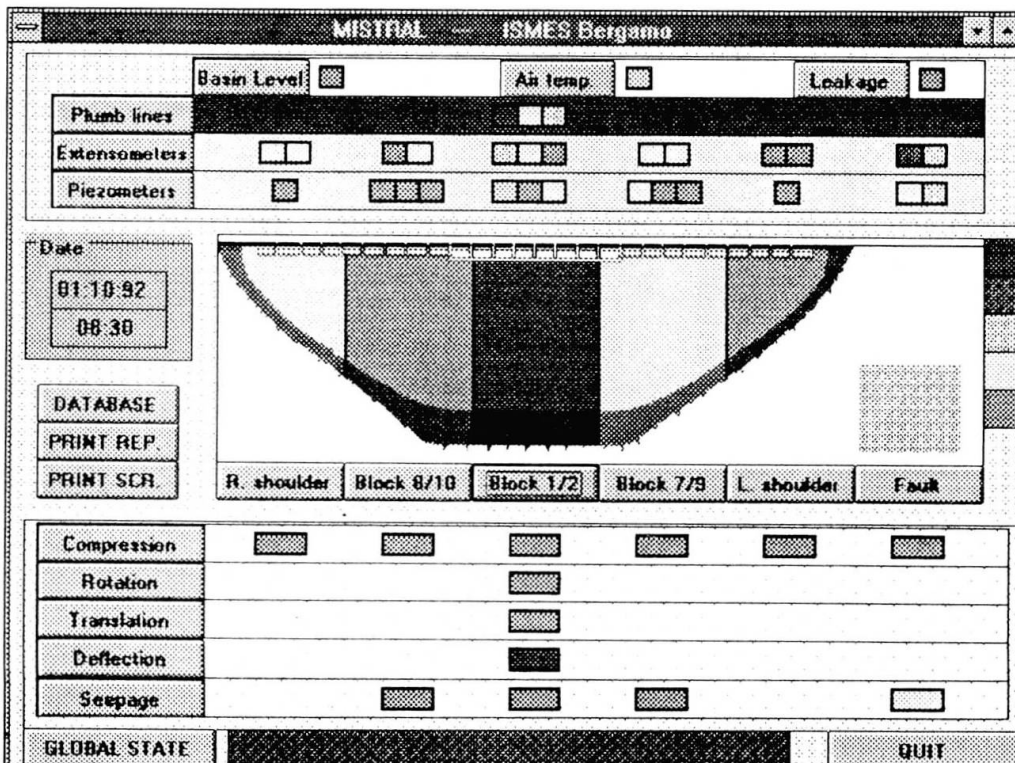 MISTRAL — ISMES Bergamo
Basin Level Air temp. Leakage
Plumb lines
Extensometers
Piezometers
Date
01:10:92
08:30
DATABASE
PRINT REP.
PRINT SCR.
R. shoulder Block 8/10 Block 1/2 Block 7/9 L. shoulder Fault
Compression
Rotation
Translation
Deflection
Seepage
GLOBAL STATE QUIT